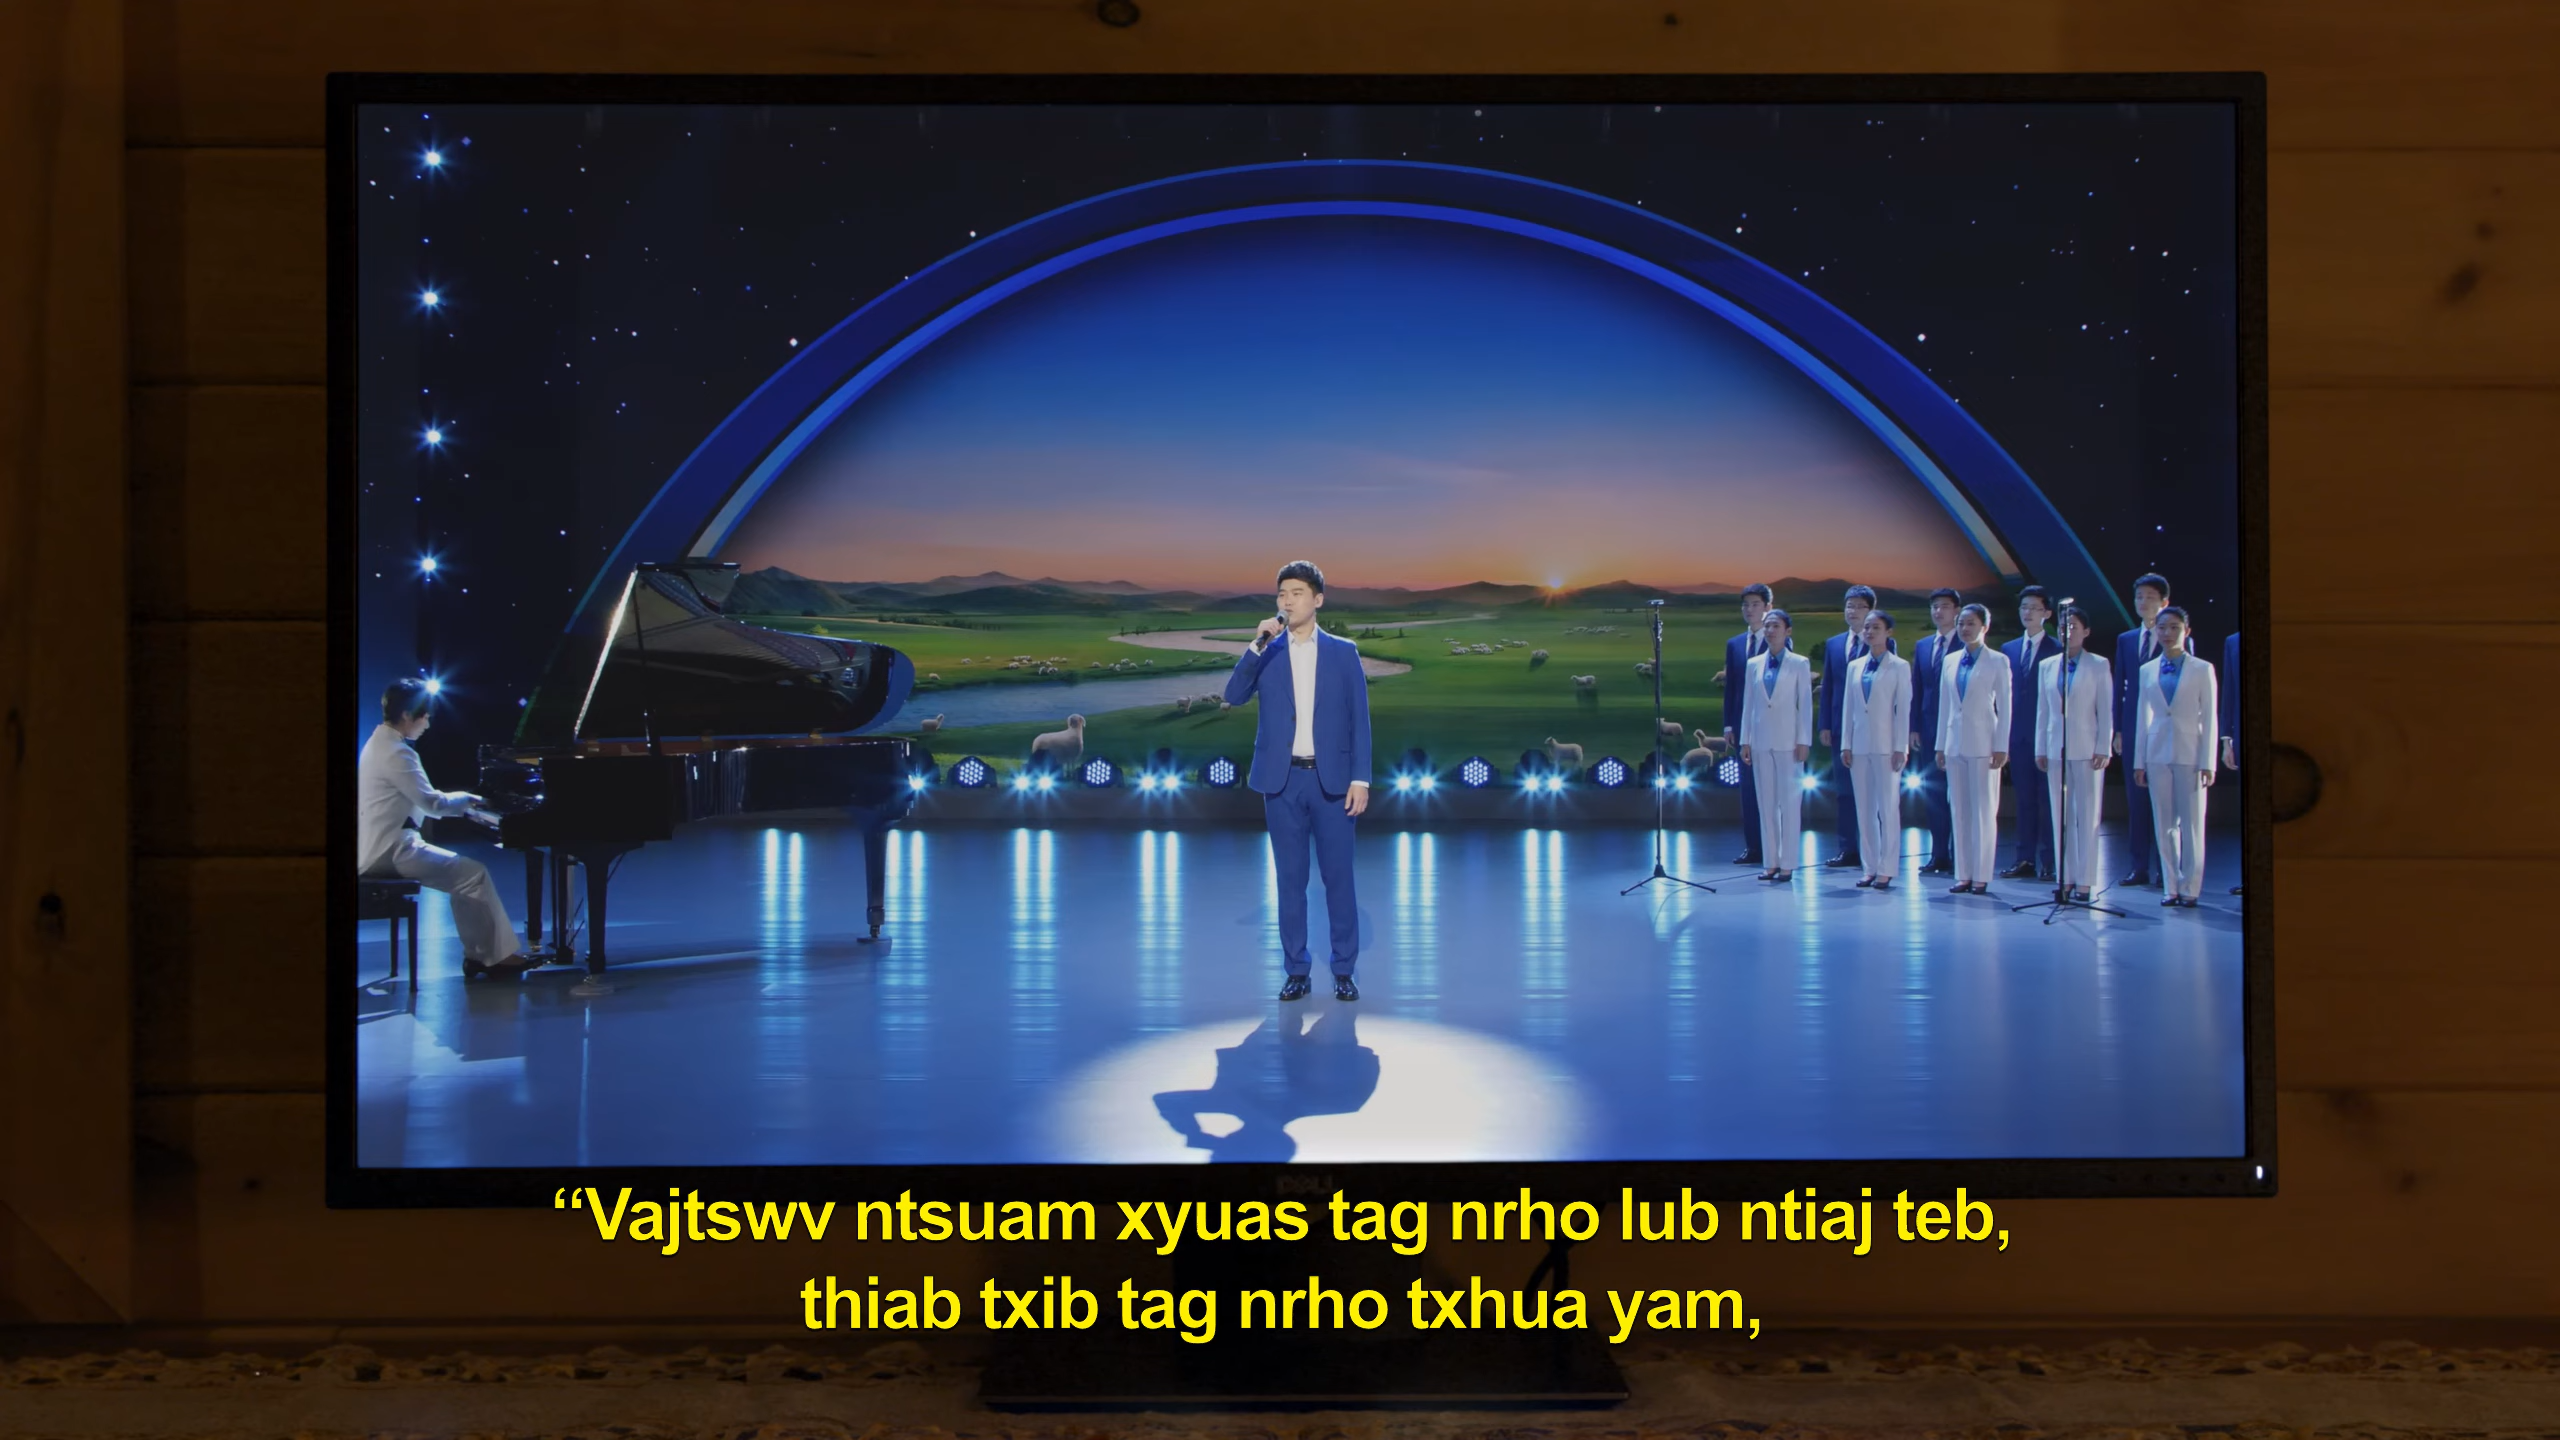 “Vajtswv ntsuam xyuas tag nrho lub ntiaj teb,
thiab txib tag nrho txhua yam,